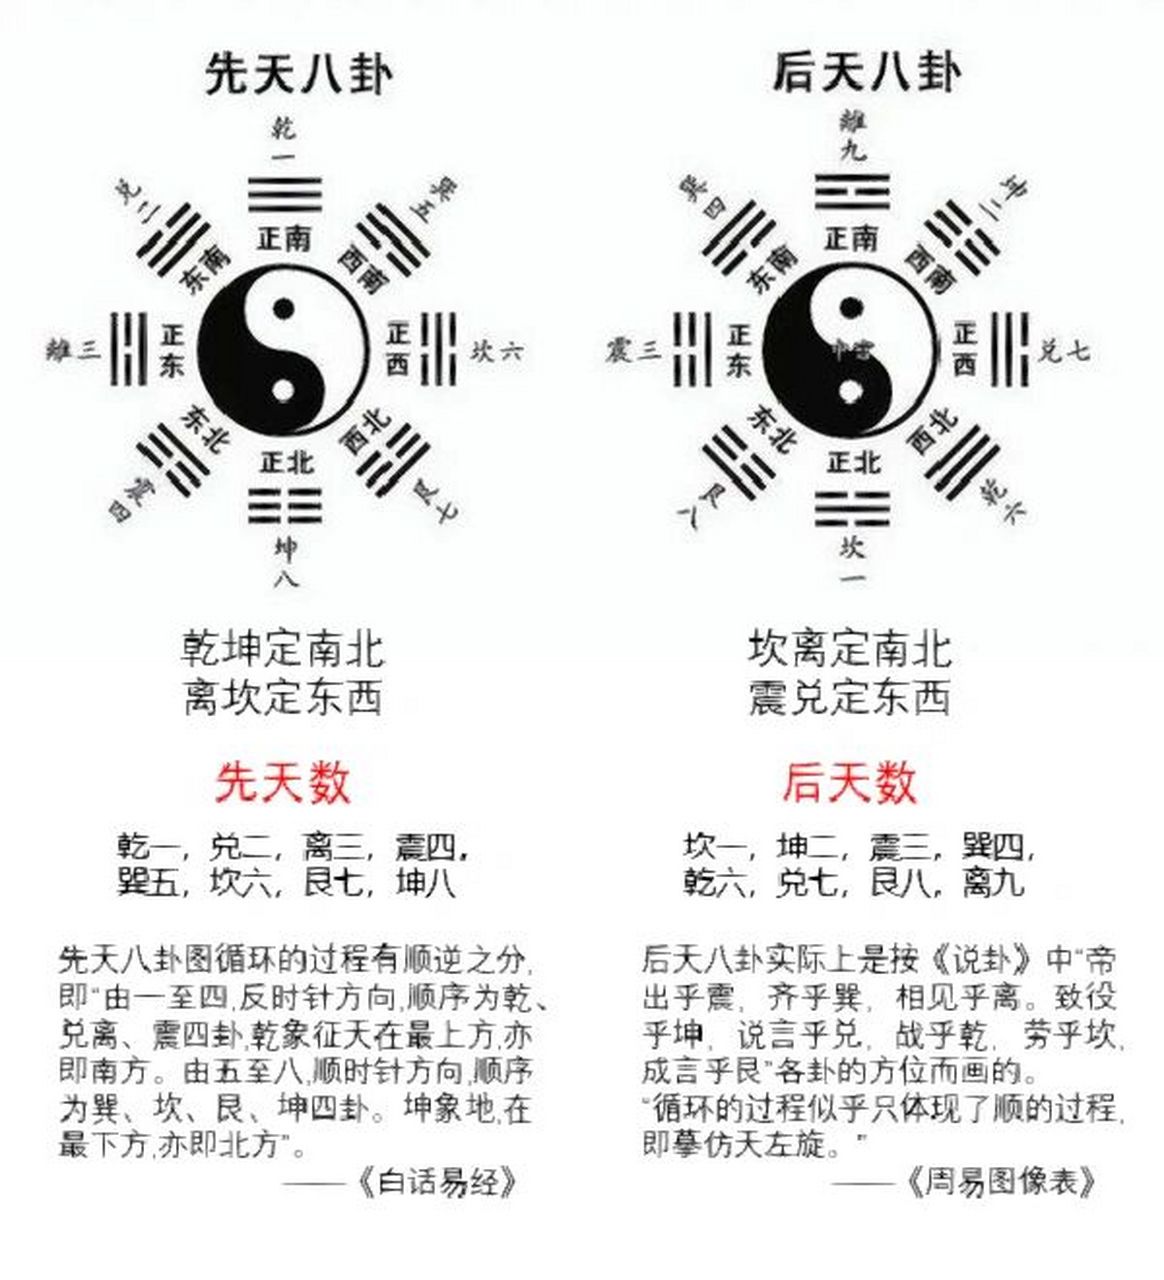 先天八卦
乾
一
兑二
巽五
正南
东南
西南
離三
正
东
正
西
坎六
东北
西北
正北
震四
艮七
坤
八
乾坤定南北
离坎定东西
先天数
乾一，兑二，离三，震四，
巽五，坎六，艮七，坤八
先天八卦图循环的过程有顺逆之分，
即“由一至四，反时针方向，顺序为乾、
兑离、震四卦，乾象征天在最上方，亦
即南方。由五至八，顺时针方向，顺序
为巽、坎、艮、坤四卦。坤象地，在
最下方，亦即北方”。
——《白话易经》
后天八卦
離
九
巽四
坤二
正南
东南
西南
震三
正
东
中宫
正
西
兑七
东北
西北
正北
艮八
乾六
坎
一
坎离定南北
震兑定东西
后天数
坎一，坤二，震三，巽四，
乾六，兑七，艮八，离九
后天八卦实际上是按《说卦》中“帝
出乎震，齐乎巽，相见乎离。致役
乎坤，说言乎兑，战乎乾，劳乎坎，
成言乎艮”各卦的方位而画的。
“循环的过程似乎只体现了顺的过程，
即摹仿天左旋。”
——《周易图像表》